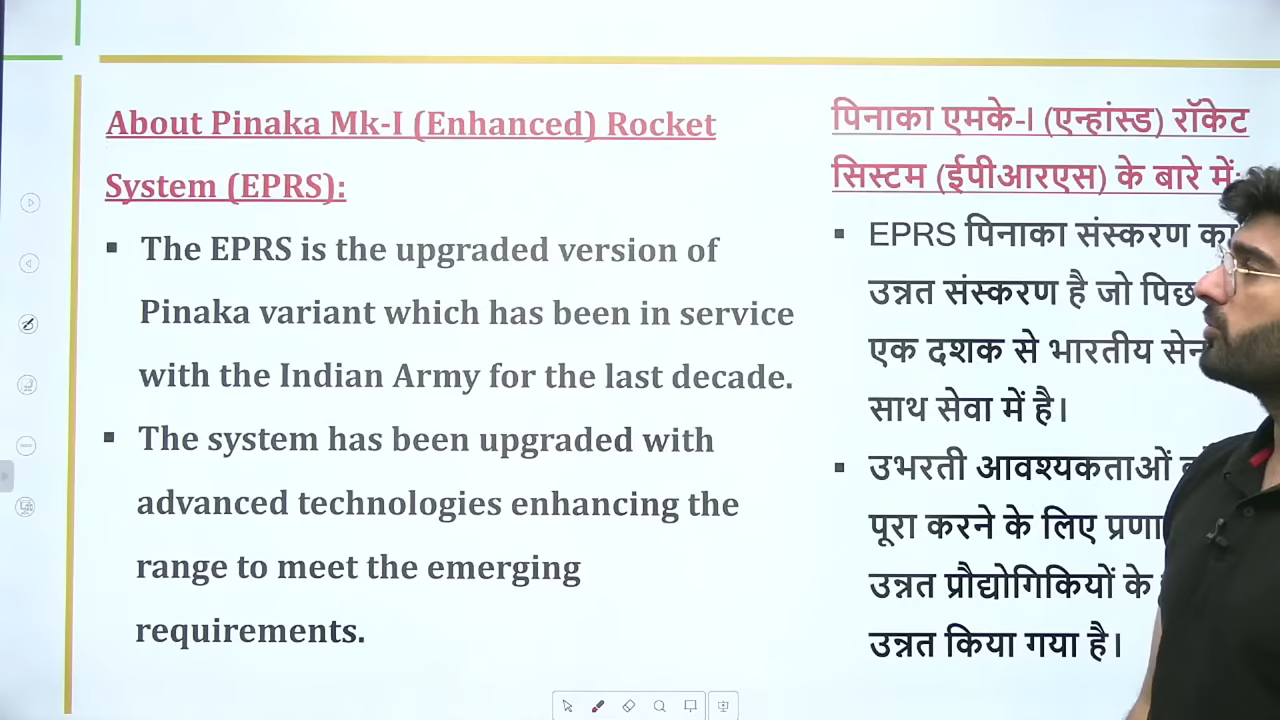 About Pinaka Mk-I (Enhanced) Rocket
System (EPRS):
▪ The EPRS is the upgraded version of
Pinaka variant which has been in service
with the Indian Army for the last decade.
▪ The system has been upgraded with
advanced technologies enhancing the
range to meet the emerging
requirements.
पिनाका एमके-I (एन्हांस्ड) रॉकेट
सिस्टम (ईपीआरएस) के बारे में:
▪ EPRS पिनाका संस्करण का
उन्नत संस्करण है जो
एक दशक से भारतीय
साथ सेवा में है।
▪ उभरती आवश्यकताओं
पूरा करने के लिए
उन्नत प्रौद्योगिकियों के
उन्नत किया गया है।